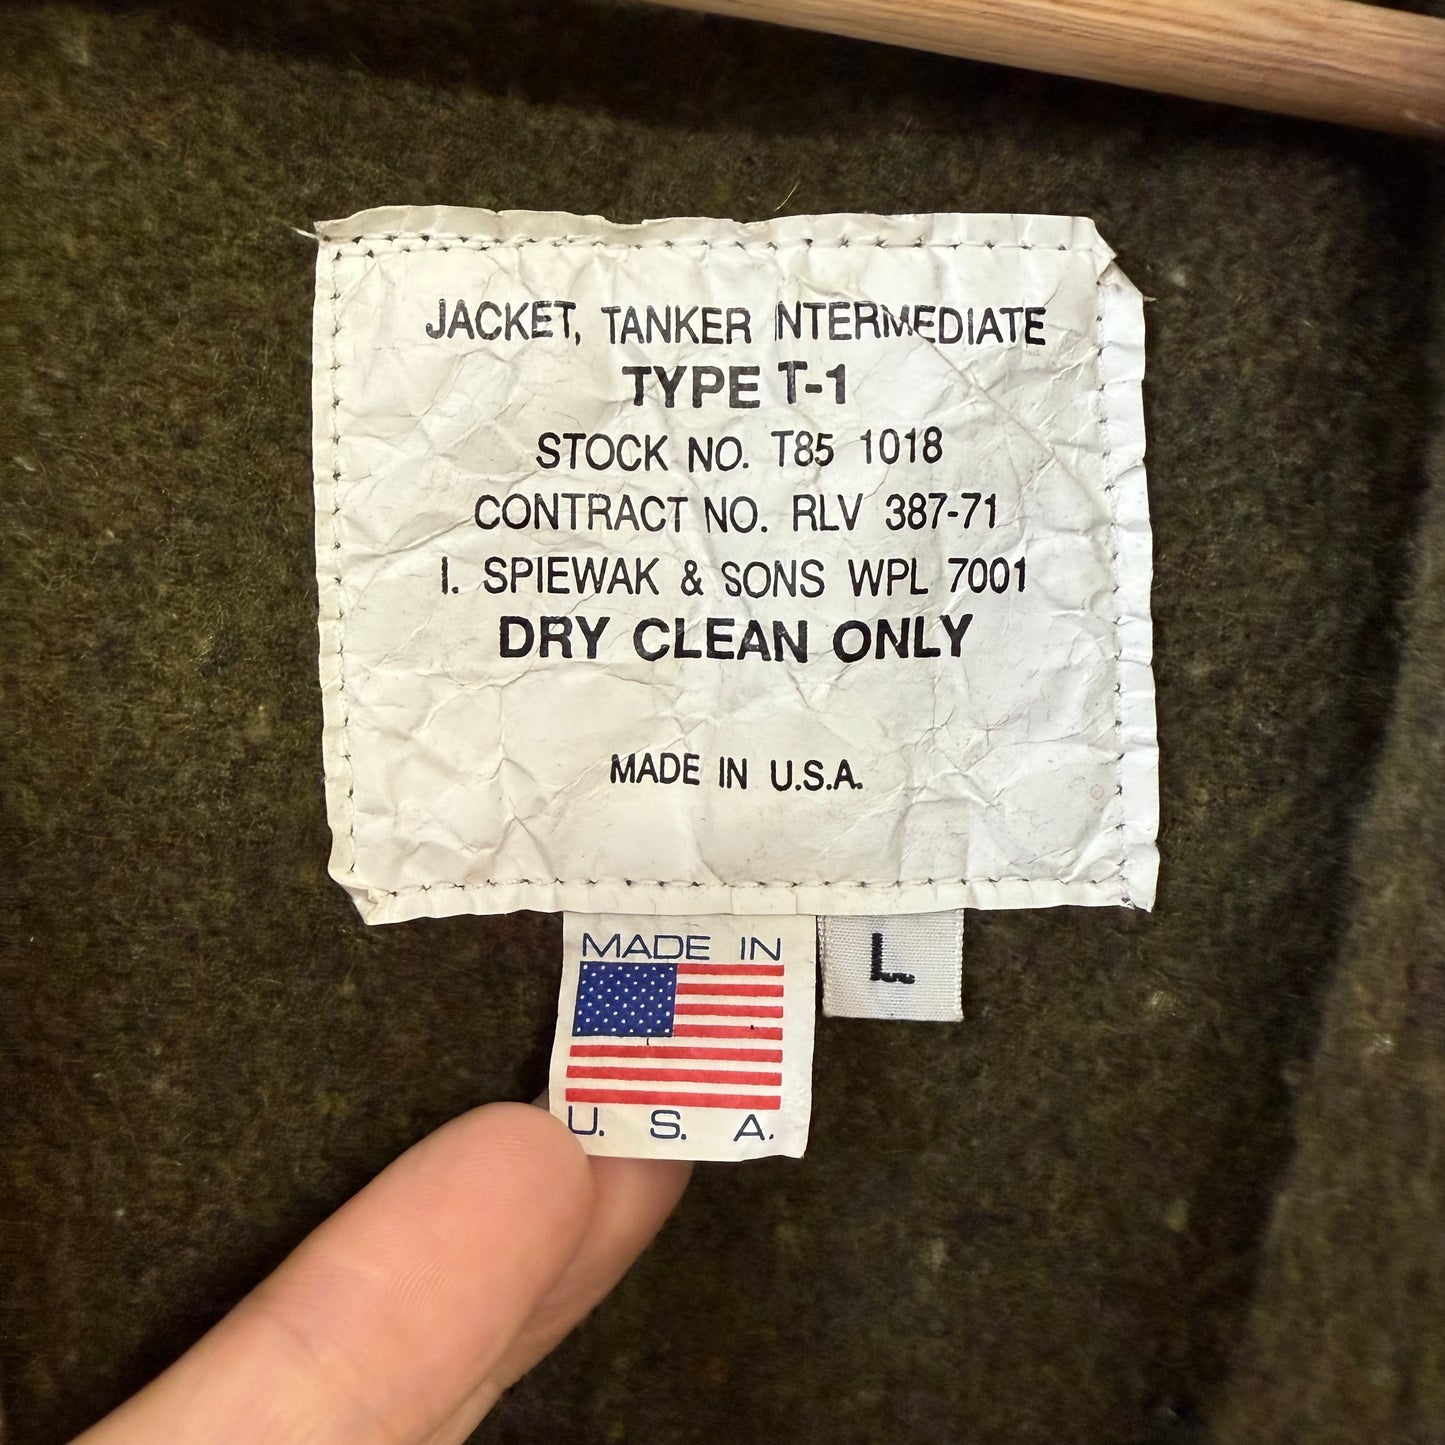 JACKET, TANKER INTERMEDIATE
TYPE T-1
STOCK NO. T85 1018
CONTRACT NO. RLV 387-71
I. SPIEWAK & SONS WPL 7001
DRY CLEAN ONLY
MADE IN U.S.A.
MADE IN
U. S. A.
L